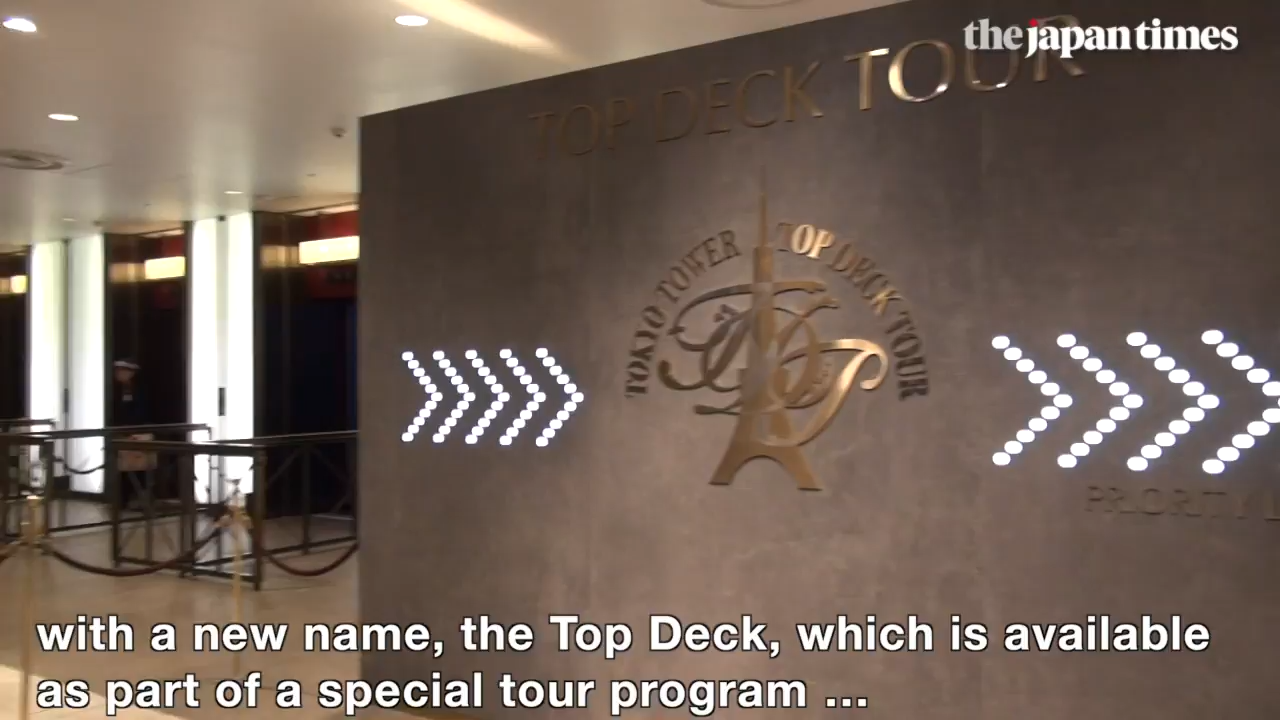 the japan times
TOP DECK TOUR
TOKYO TOWER TOP DECK TOUR
PRIORITY
with a new name, the Top Deck, which is available
as part of a special tour program ...